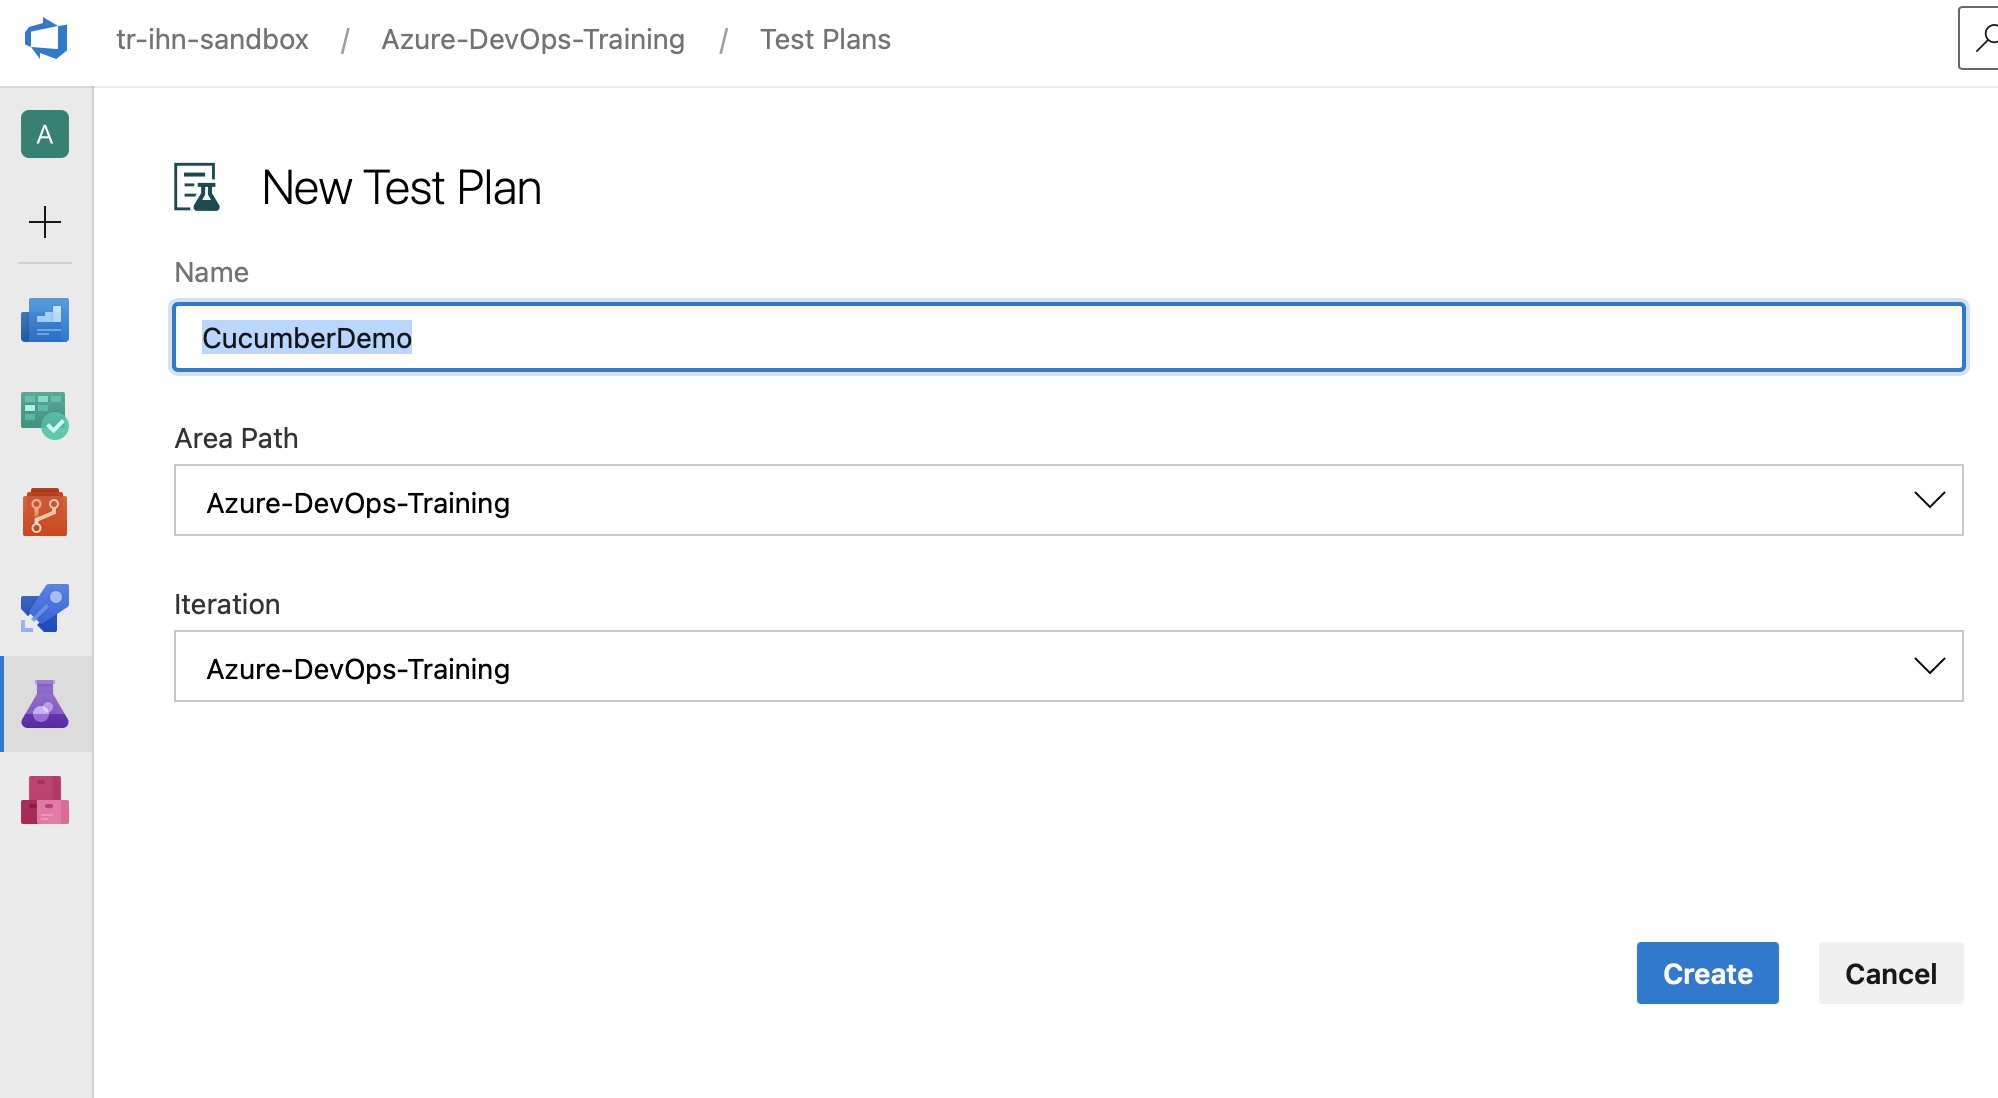 tr-ihn-sandbox / Azure-DevOps-Training / Test Plans
A
New Test Plan
Name
CucumberDemo
Area Path
Azure-DevOps-Training
Iteration
Azure-DevOps-Training
Create Cancel